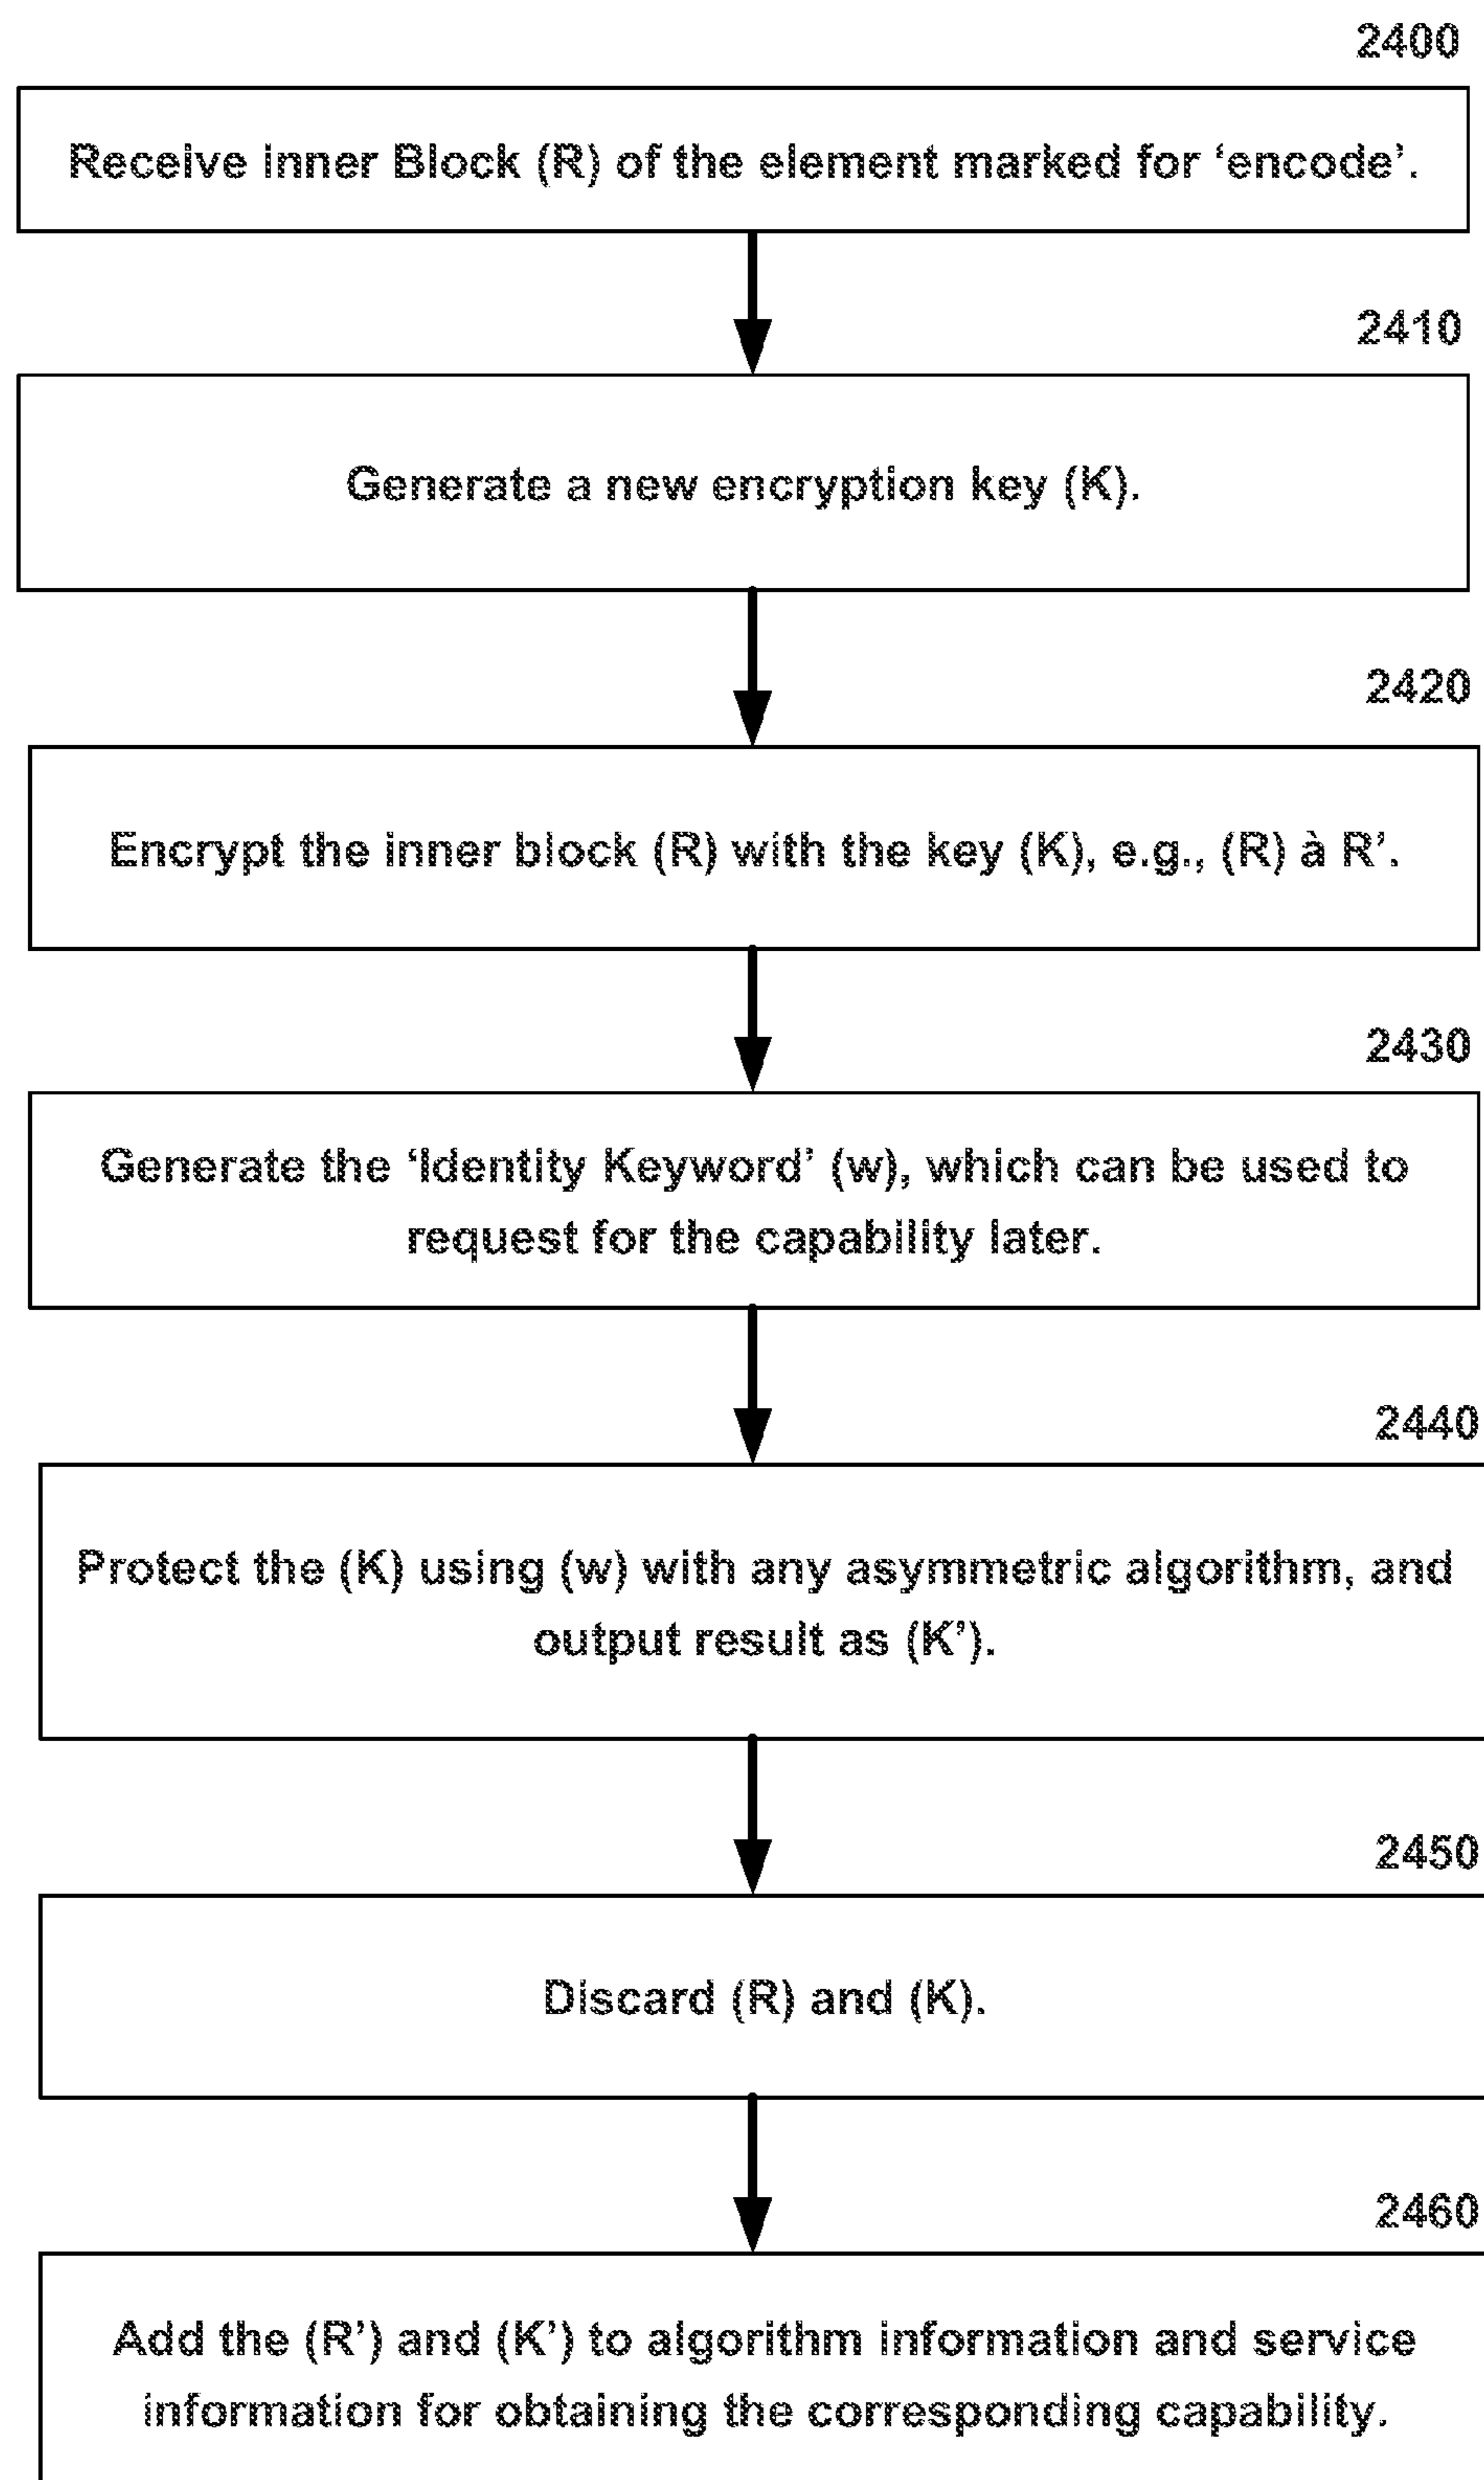 2400
Receive inner Block (R) of the element marked for ‘encode’.
2410
Generate a new encryption key (K).
2420
Encrypt the inner block (R) with the key (K), e.g., (R) à R’.
2430
Generate the ‘Identity Keyword’ (w), which can be used to
request for the capability later.
2440
Protect the (K) using (w) with any asymmetric algorithm, and
output result as (K’).
2450
Discard (R) and (K).
2460
Add the (R’) and (K’) to algorithm information and service
information for obtaining the corresponding capability.